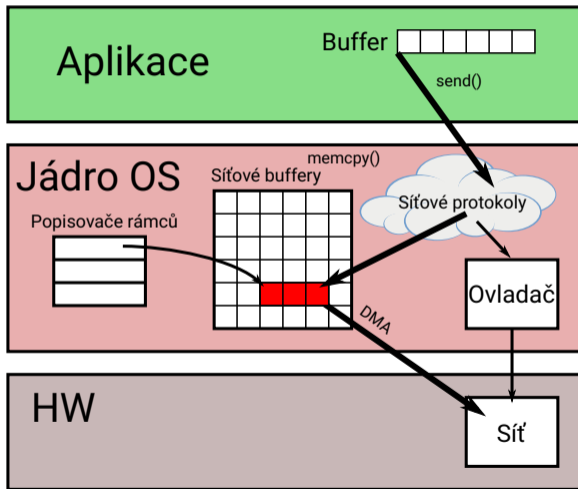 Aplikace
Buffer
send()
Jádro OS
memcpy()
Síťové buffery
Síťové protokoly
Popisovače rámců
Ovladač
DMA
HW
Síť